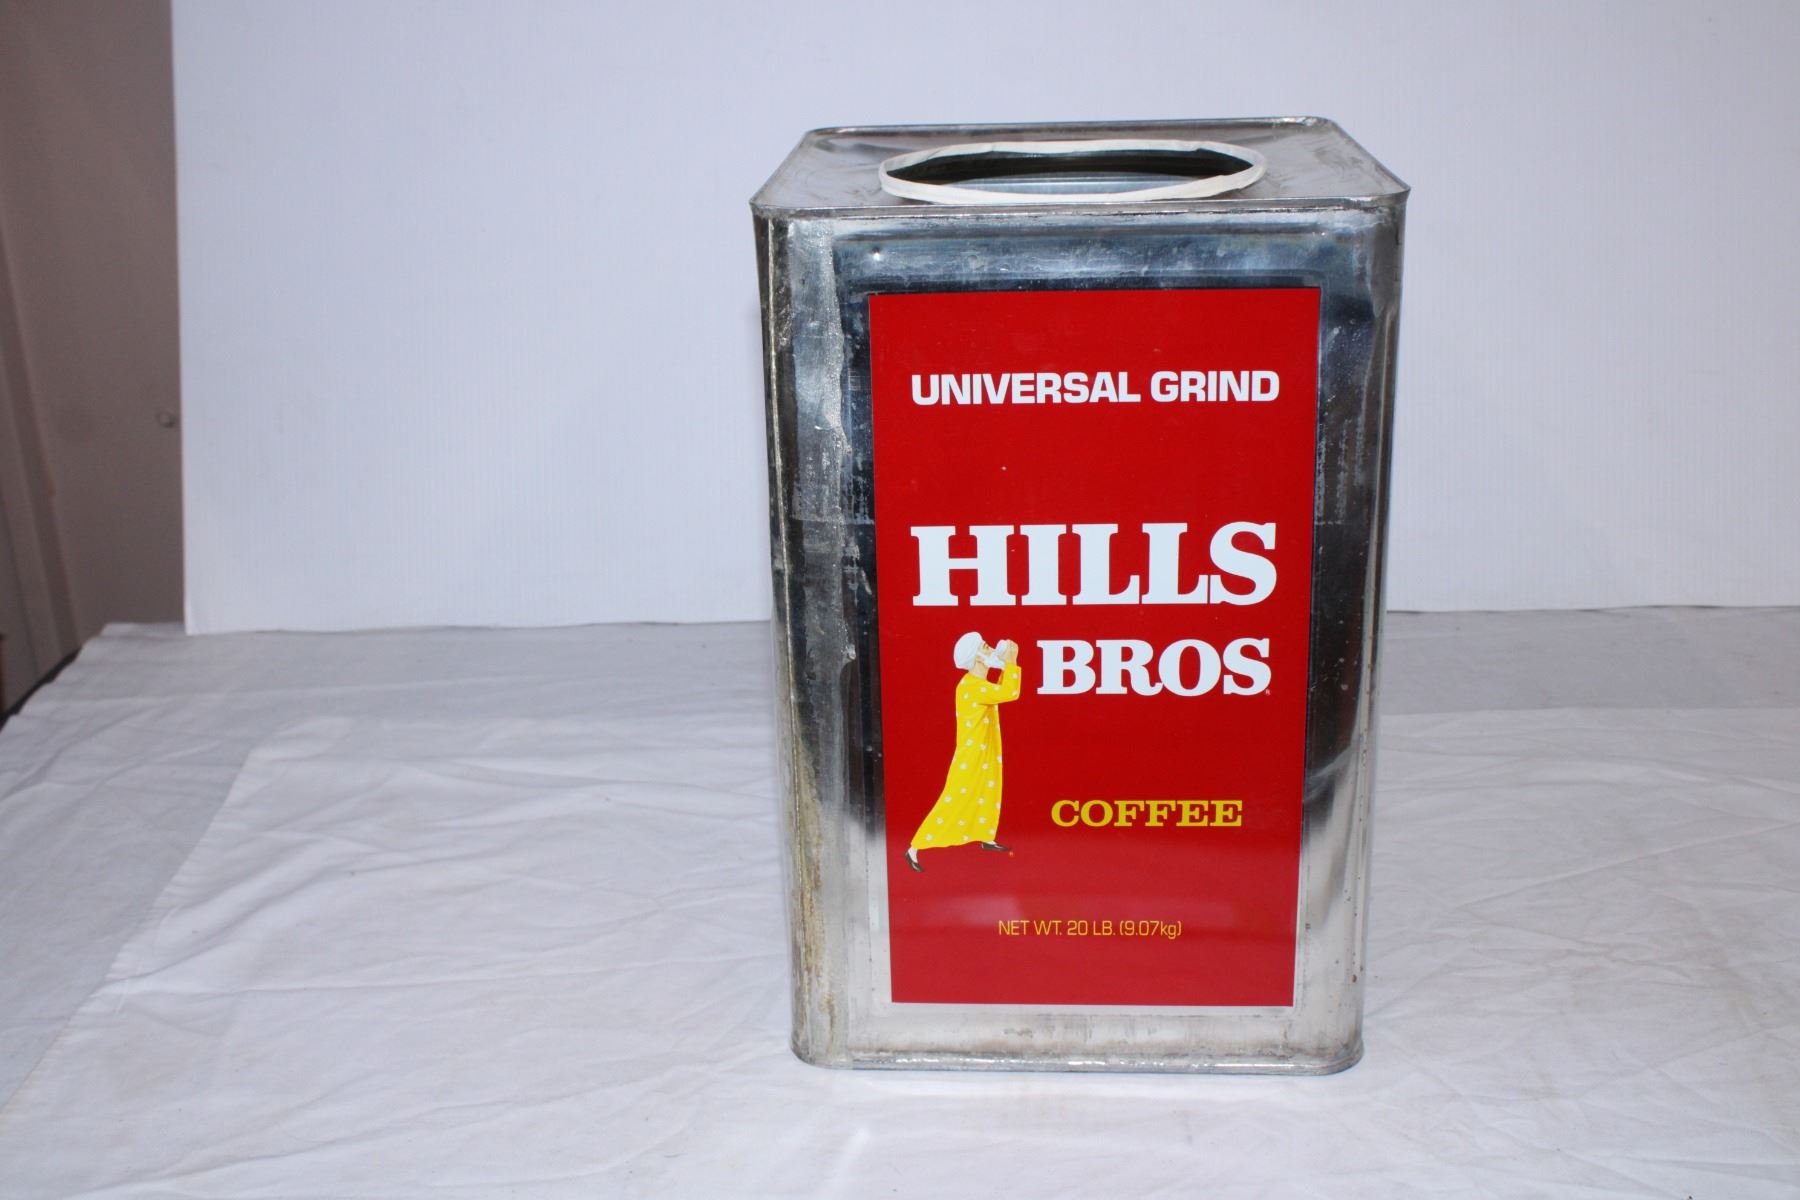 UNIVERSAL GRIND
HILLS
BROS®
COFFEE
NET WT. 20 LB. (9.07kg)